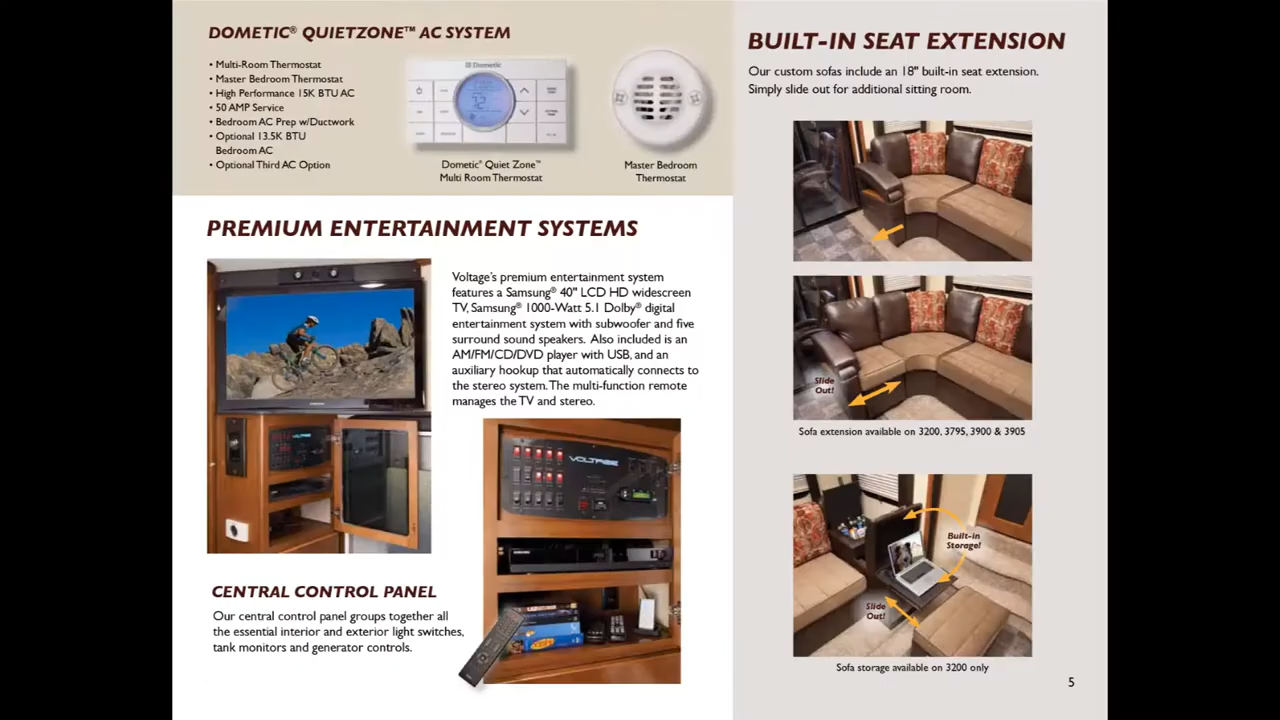 DOMETIC® QUIETZONE™ AC SYSTEM
• Multi-Room Thermostat
• Master Bedroom Thermostat
• High Performance 15K BTU AC
• 50 AMP Service
• Bedroom AC Prep w/Ductwork
• Optional 13.5K BTU
Bedroom AC
• Optional Third AC Option
Dometic
72
Dometic® Quiet Zone™
Multi Room Thermostat
Master Bedroom
Thermostat
PREMIUM ENTERTAINMENT SYSTEMS
Voltage's premium entertainment system
features a Samsung® 40" LCD HD widescreen
TV, Samsung® 1000-Watt 5.1 Dolby® digital
entertainment system with subwoofer and five
surround sound speakers. Also included is an
AM/FM/CD/DVD player with USB, and an
auxiliary hookup that automatically connects to
the stereo system. The multi-function remote
manages the TV and stereo.
VOLTAGE
CENTRAL CONTROL PANEL
Our central control panel groups together all
the essential interior and exterior light switches,
tank monitors and generator controls.
BUILT-IN SEAT EXTENSION
Our custom sofas include an 18" built-in seat extension.
Simply slide out for additional sitting room.
Slide
Out!
Sofa extension available on 3200, 3795, 3900 & 3905
Built-in
Storage!
Slide
Out!
Sofa storage available on 3200 only
5